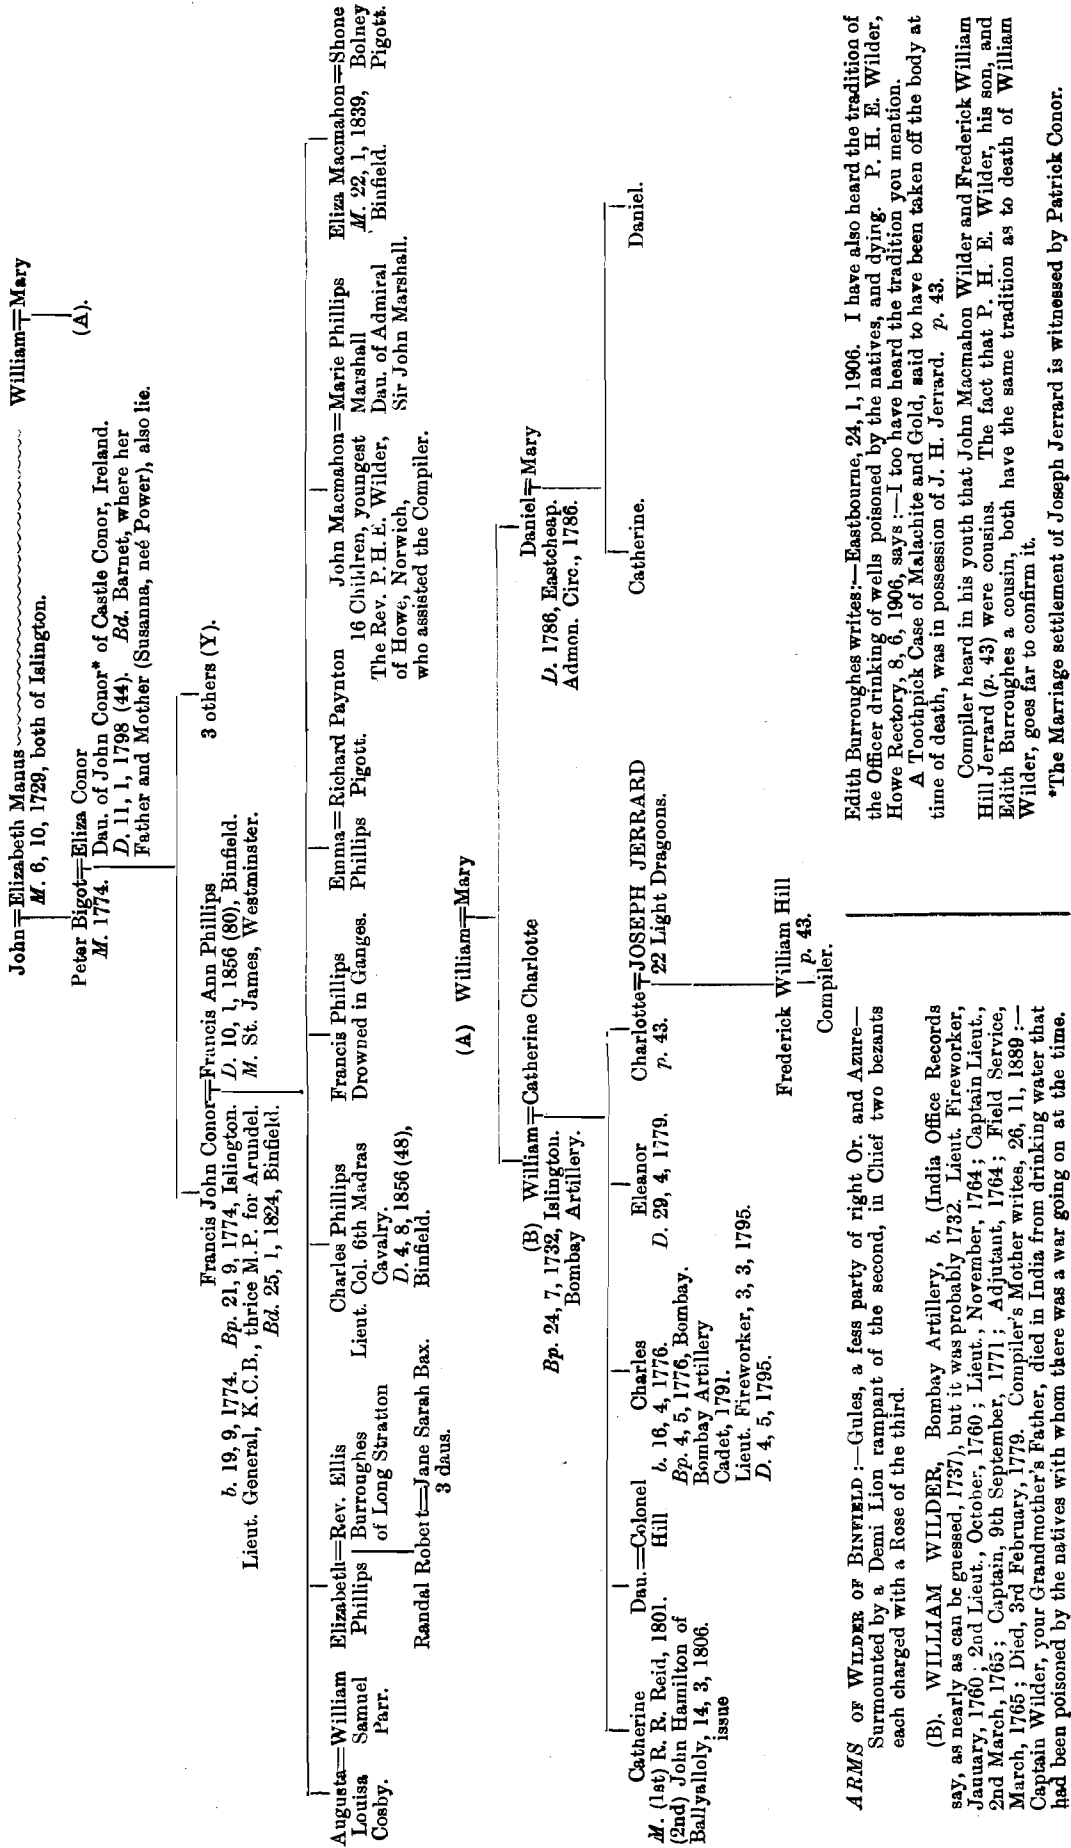 John=Elizabeth Manus
M. 6, 10, 1729, both of Islington.
William=Mary
(A).
Peter Bigot=Eliza Conor
M. 1774. Dau. of John Conor* of Castle Conor, Ireland.
D. 11, 1, 1798 (44). Bd. Barnet, where her
Father and Mother (Susanna, neé Power), also lie.
Francis John Conor=Francis Ann Phillips
b. 19, 9, 1774. Bp. 21, 9, 1774, Islington.
Lieut. General, K.C.B., thrice M.P. for Arundel.
Bd. 25, 1, 1824, Binfield.
D. 10, 1, 1856 (80), Binfield.
M. St. James, Westminster.
3 others (Y).
Augusta=William
Louisa Samuel
Cosby. Parr.
Elizabeth=Rev. Ellis
Phillips Burroughes
of Long Stratton
Randal Robert=Jane Sarah Bax.
3 daus.
Charles Phillips
Lieut. Col. 6th Madras
Cavalry.
D. 4, 8, 1856 (48),
Binfield.
Francis Phillips
Drowned in Ganges.
Emma=Richard Paynton
Phillips Pigott.
John Macmahon=Marie Phillips
Marshall
16 Children, youngest Dau. of Admiral
The Rev. P. H. E. Wilder, Sir John Marshall.
of Howe, Norwich,
who assisted the Compiler.
Eliza Macmahon=Shone
M. 22, 1, 1839, Bolney
Binfield. Pigott.
(A) William=Mary
(B) William=Catherine Charlotte
Bp. 24, 7, 1732, Islington.
Bombay Artillery.
Daniel=Mary
D. 1786, Eastcheap.
Admon. Circ., 1786.
Catherine
M. (1st) R. R. Reid, 1801.
(2nd) John Hamilton of
Ballyalloly, 14, 3, 1806.
issue
Dau.=Colonel
Hill
Charles
b. 16, 4, 1776.
Bp. 4, 5, 1776, Bombay.
Bombay Artillery
Cadet, 1791.
Lieut. Fireworker, 3, 3, 1795.
D. 4, 5, 1795.
Eleanor
D. 29, 4, 1779.
Charlotte=JOSEPH JERRARD
p. 43. 22 Light Dragoons.
Catherine.
Daniel.
Frederick William Hill
p. 43.
Compiler.
ARMS OF WILDER OF BINFIELD:—Gules, a fess party of right Or. and Azure—
Surmounted by a Demi Lion rampant of the second, in Chief two bezants
each charged with a Rose of the third.
(B). WILLIAM WILDER, Bombay Artillery, b. (India Office Records
say, as nearly as can be guessed, 1737), but it was probably 1732. Lieut. Fireworker,
January, 1760; 2nd Lieut., October, 1760; Lieut., November, 1764; Captain Lieut.,
2nd March, 1765; Captain, 9th September, 1771; Adjutant, 1764; Field Service,
March, 1765; Died, 3rd February, 1779. Compiler's Mother writes, 26, 11, 1889:—
Captain Wilder, your Grandmother's Father, died in India from drinking water that
had been poisoned by the natives with whom there was a war going on at the time.
Edith Burroughes writes:—Eastbourne, 24, 1, 1906. I have also heard the tradition of
the Officer drinking of wells poisoned by the natives, and dying. P. H. E. Wilder,
Howe Rectory, 8, 6, 1906, says:—I too have heard the tradition you mention.
A Toothpick Case of Malachite and Gold, said to have been taken off the body at
time of death, was in possession of J. H. Jerrard. p. 43.
Compiler heard in his youth that John Macmahon Wilder and Frederick William
Hill Jerrard (p. 43) were cousins. The fact that P. H. E. Wilder, his son, and
Edith Burroughes a cousin, both have the same tradition as to death of William
Wilder, goes far to confirm it.
*The Marriage settlement of Joseph Jerrard is witnessed by Patrick Conor.